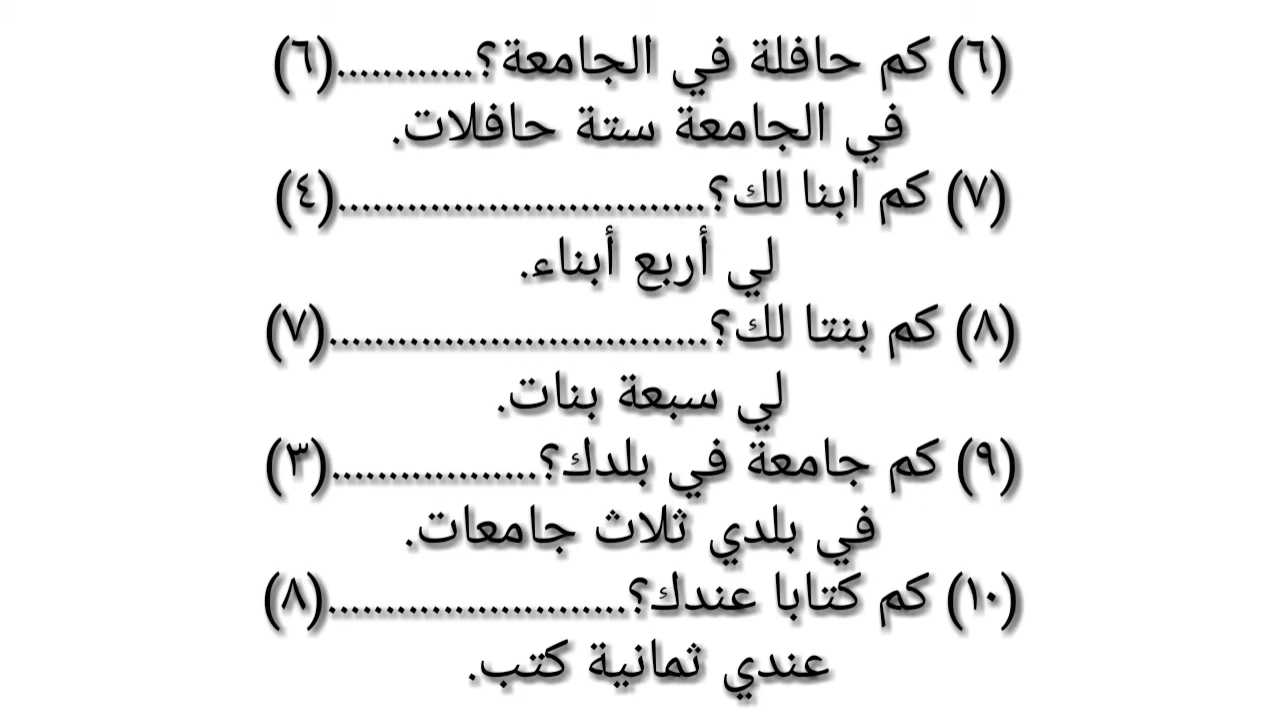 (٦) كم حافلة في الجامعة؟............(٦)
في الجامعة ستة حافلات.
(٧) كم ابنا لك؟................................(٤)
لي أربع أبناء.
(٨) كم بنتا لك؟.................................(٧)
لي سبعة بنات.
(٩) كم جامعة في بلدك؟..................(٣)
في بلدي ثلاث جامعات.
(١٠) كم كتابا عندك؟..........................(٨)
عندي ثمانية كتب.